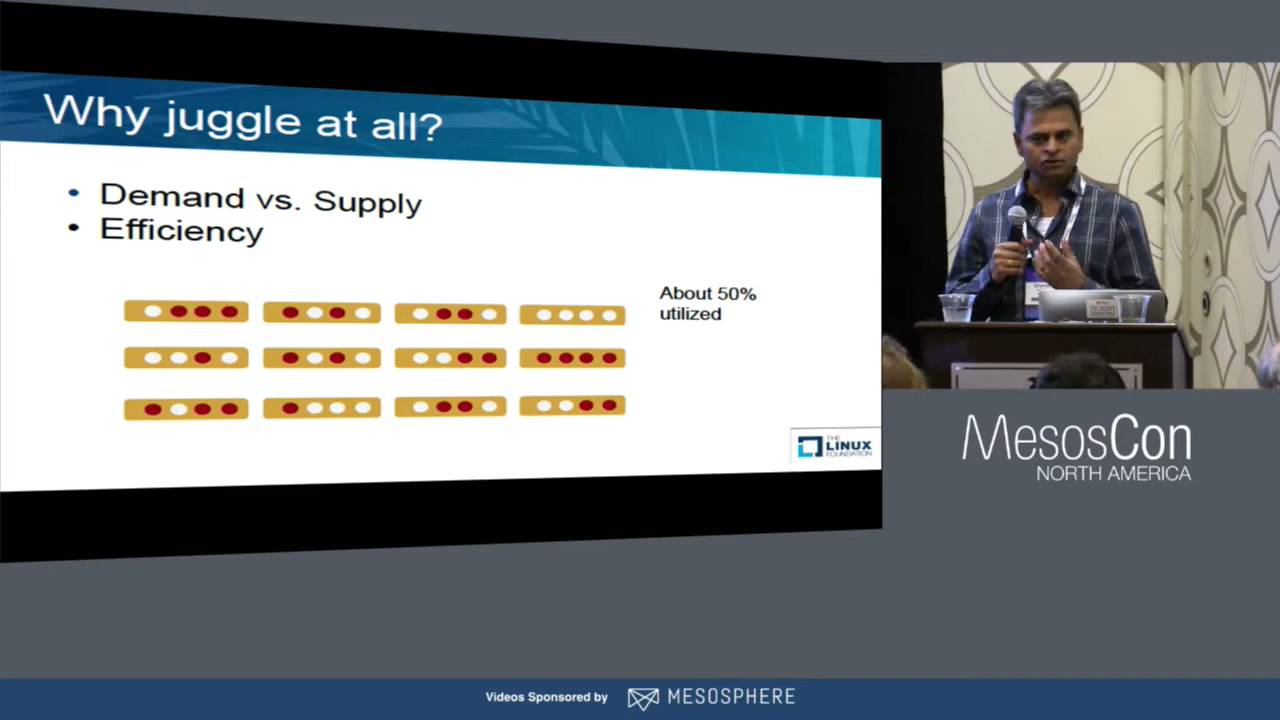 Why juggle at all?
• Demand vs. Supply
• Efficiency
About 50%
utilized
THE
LINUX
FOUNDATION
MesosCon
NORTH AMERICA
Videos Sponsored by MESOSPHERE